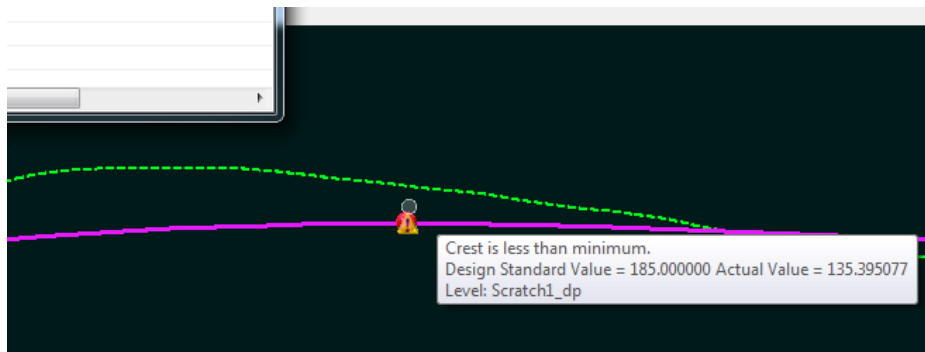 Crest is less than minimum.
Design Standard Value = 185.000000 Actual Value = 135.395077
Level: Scratch1_dp